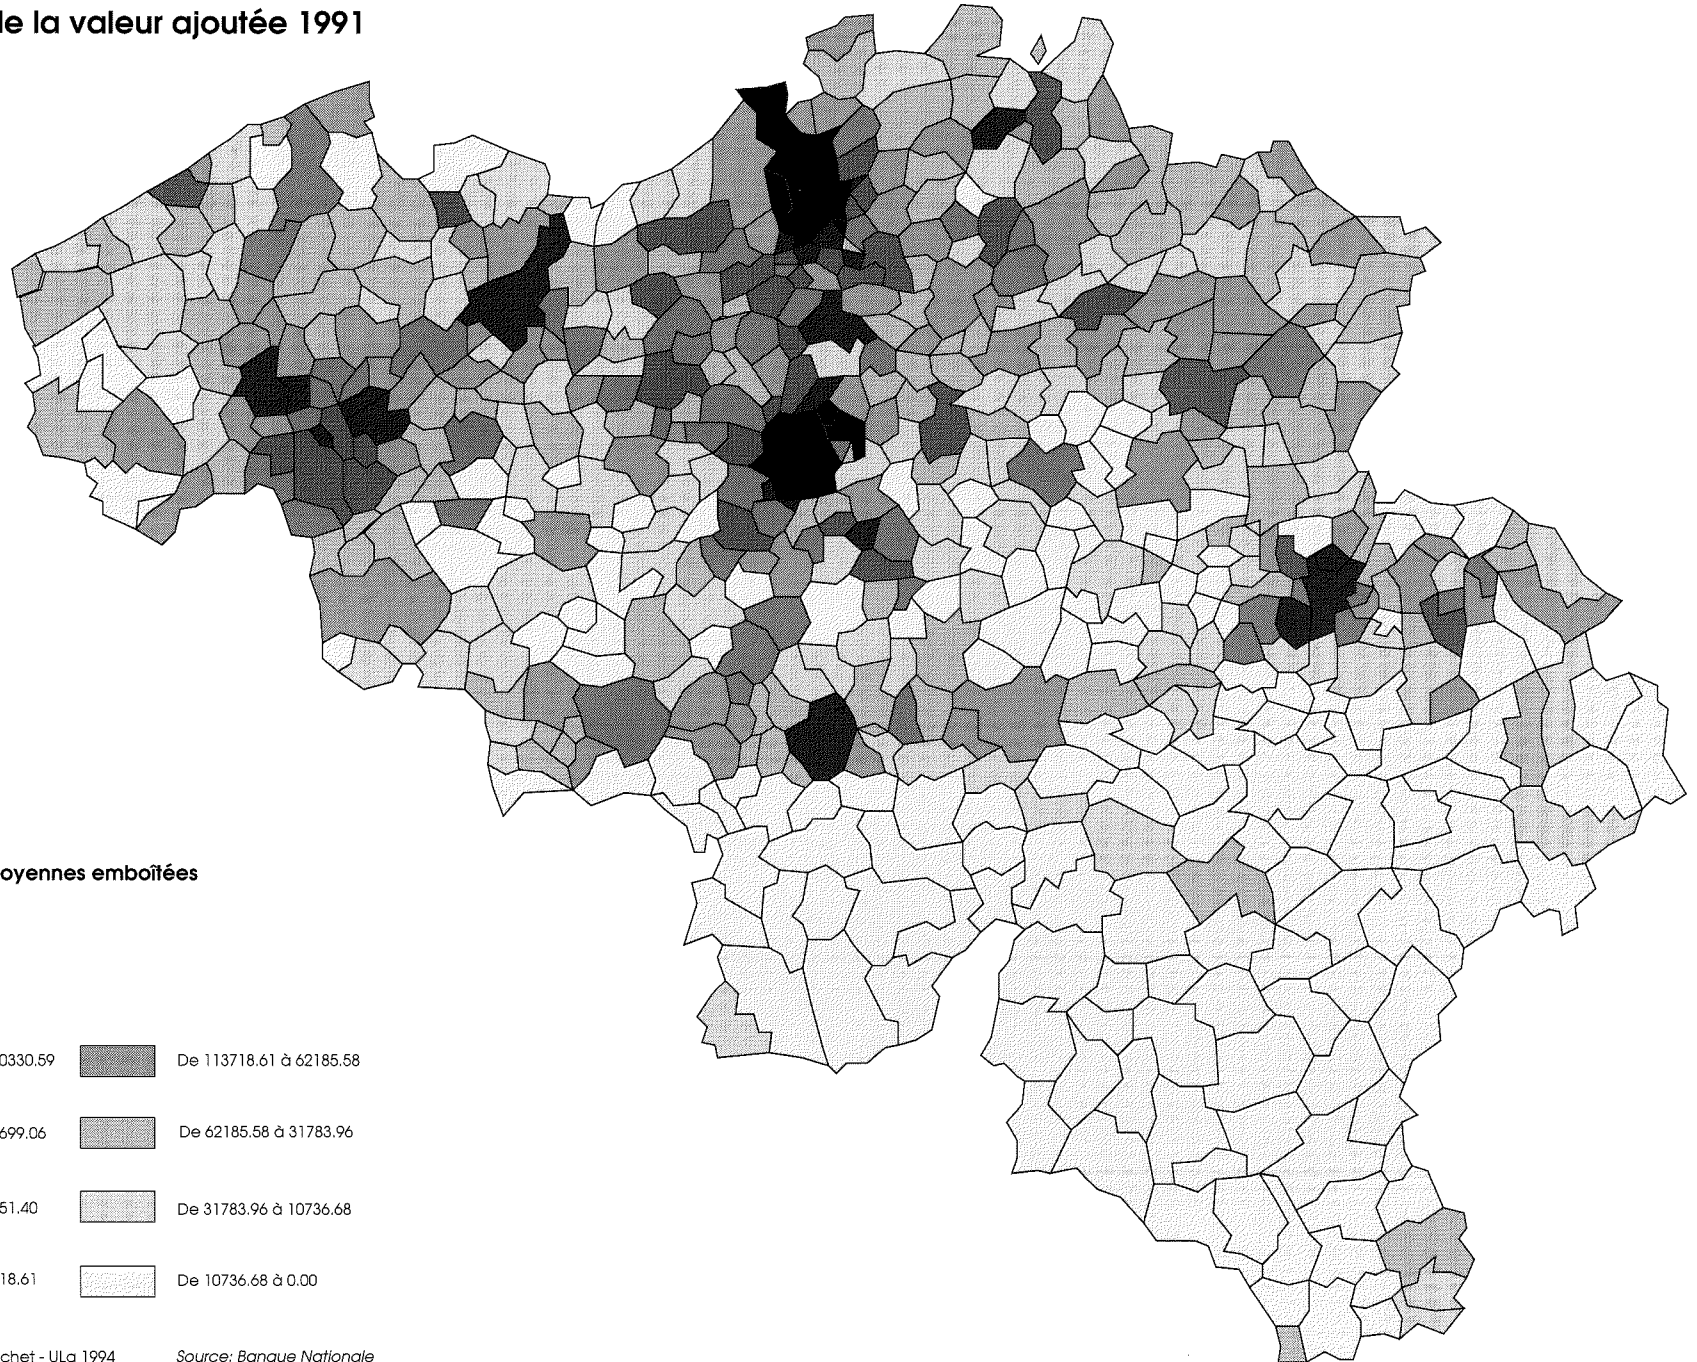 de la valeur ajoutée 1991
oyennes emboîtées
0330.59 De 113718.61 à 62185.58
699.06 De 62185.58 à 31783.96
51.40 De 31783.96 à 10736.68
18.61 De 10736.68 à 0.00
chet - ULg 1994 Source: Banque Nationale